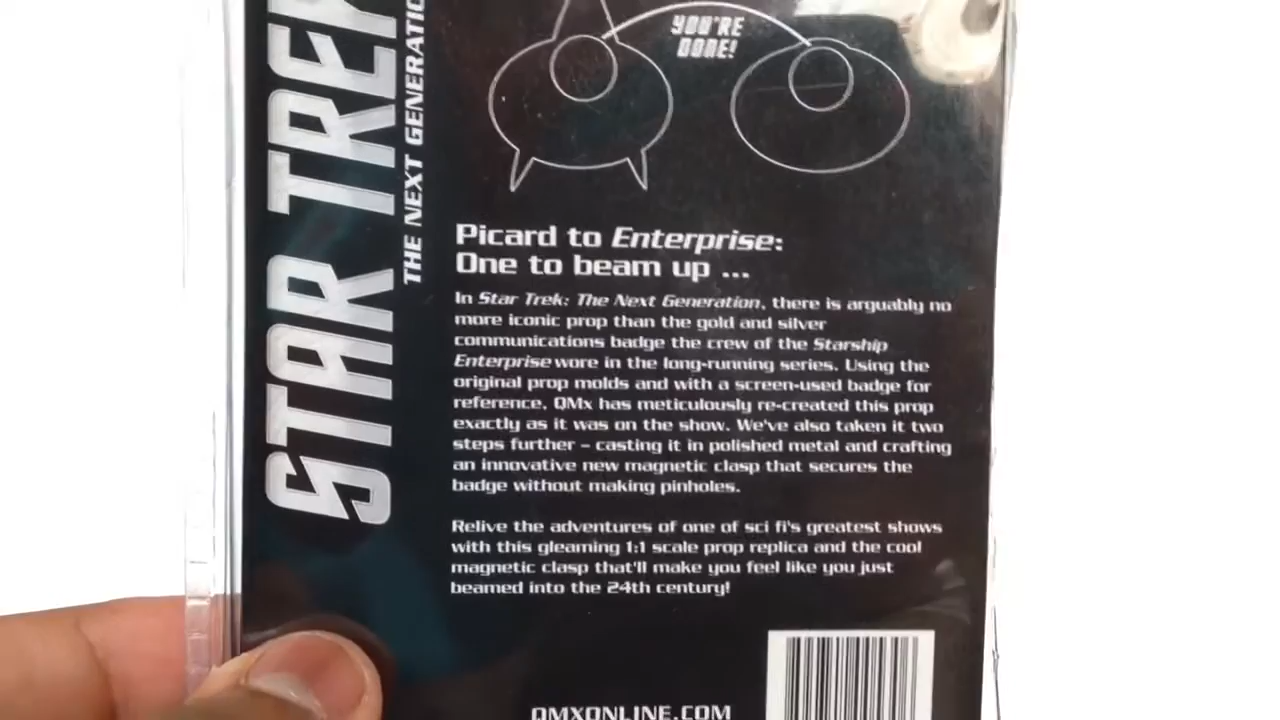 STAR TREK
THE NEXT GENERATION
YOU'RE
DONE!
Picard to Enterprise:
One to beam up ...
In Star Trek: The Next Generation, there is arguably no
more iconic prop than the gold and silver
communications badge the crew of the Starship
Enterprise wore in the long-running series. Using the
original prop molds and with a screen-used badge for
reference, QMx has meticulously re-created this prop
exactly as it was on the show. We've also taken it two
steps further – casting it in polished metal and crafting
an innovative new magnetic clasp that secures the
badge without making pinholes.
Relive the adventures of one of sci fi's greatest shows
with this gleaming 1:1 scale prop replica and the cool
magnetic clasp that'll make you feel like you just
beamed into the 24th century!
QMXONLINE.COM